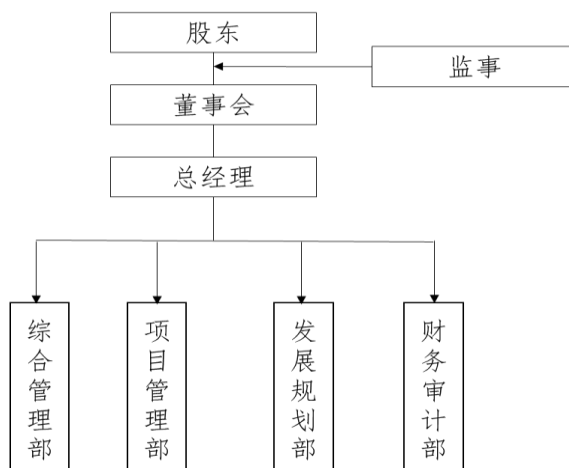 股东
监事
董事会
总经理
综合管理部
项目管理部
发展规划部
财务审计部